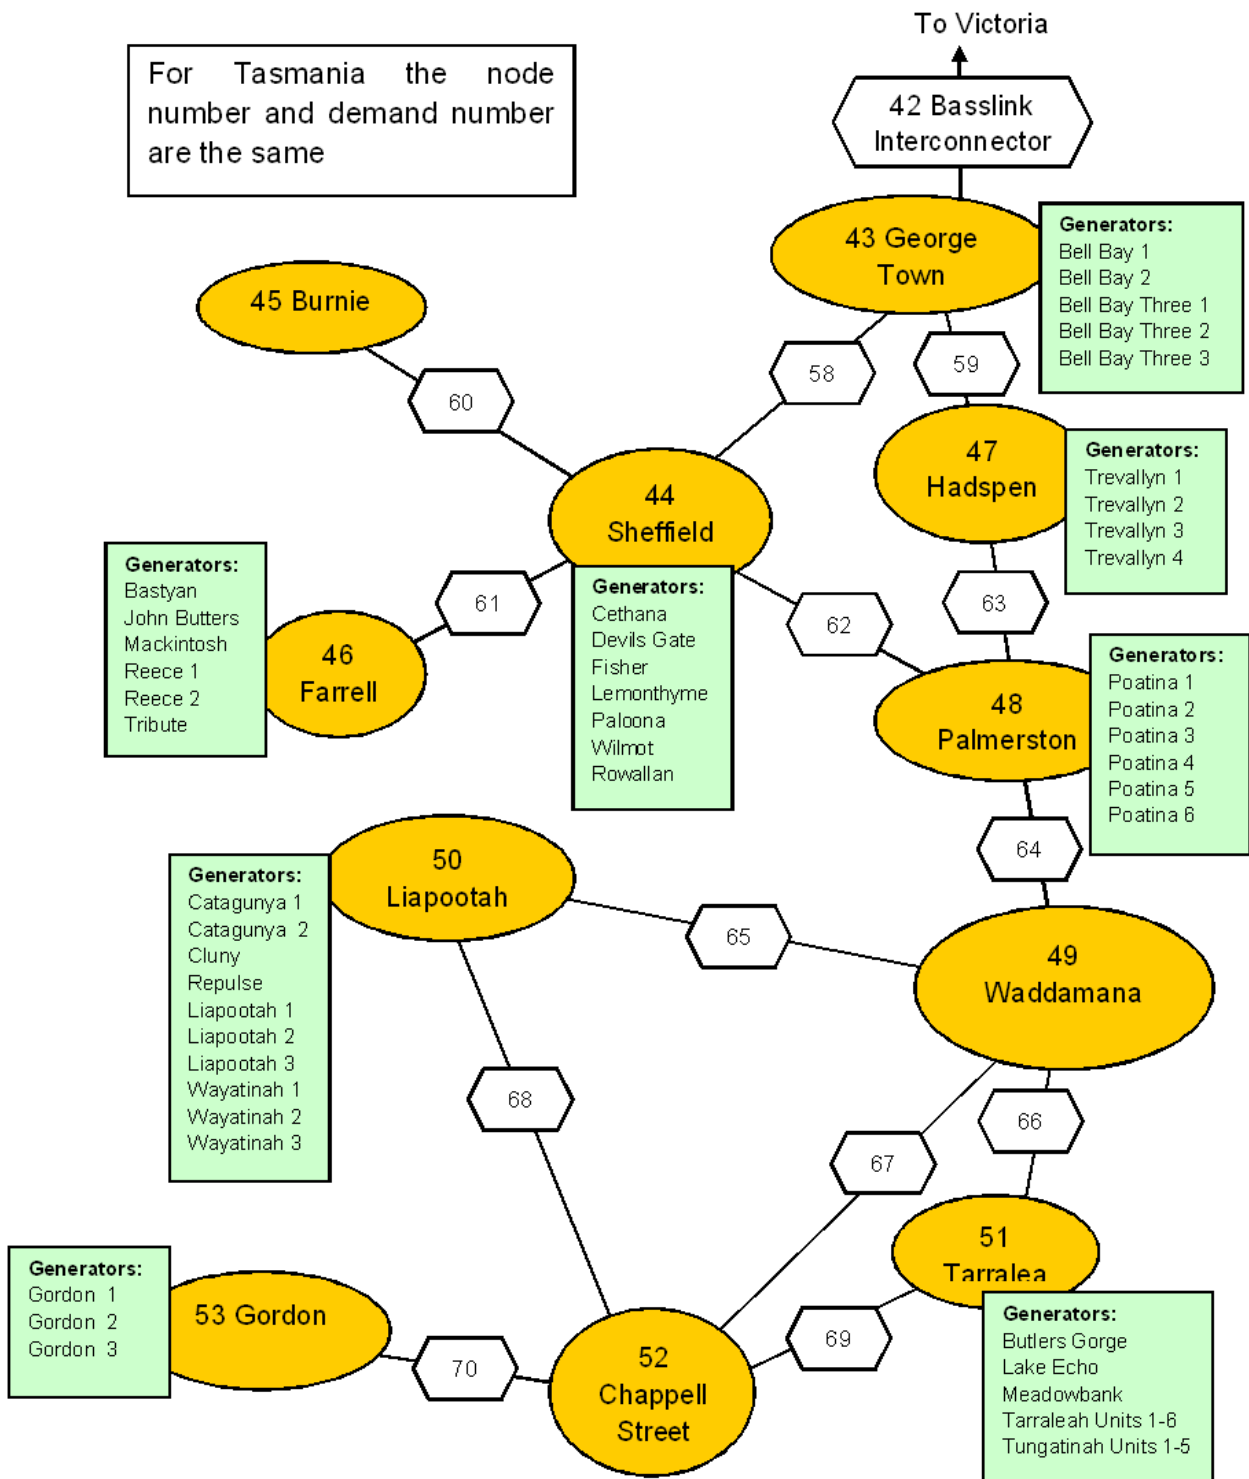 To Victoria
For Tasmania the node
number and demand number
are the same
42 Basslink
Interconnector
43 George
Town
Generators:
Bell Bay 1
Bell Bay 2
Bell Bay Three 1
Bell Bay Three 2
Bell Bay Three 3
45 Burnie
58
59
60
47
Hadspen
Generators:
Trevallyn 1
Trevallyn 2
Trevallyn 3
Trevallyn 4
44
Sheffield
Generators:
Bastyan
John Butters
Mackintosh
Reece 1
Reece 2
Tribute
61
Generators:
Cethana
Devils Gate
Fisher
Lemonthyme
Paloona
Wilmot
Rowallan
62
63
46
Farrell
48
Palmerston
Generators:
Poatina 1
Poatina 2
Poatina 3
Poatina 4
Poatina 5
Poatina 6
64
50
Liapootah
Generators:
Catagunya 1
Catagunya 2
Cluny
Repulse
Liapootah 1
Liapootah 2
Liapootah 3
Wayatinah 1
Wayatinah 2
Wayatinah 3
65
49
Waddamana
68
66
67
51
Tarralea
Generators:
Butlers Gorge
Lake Echo
Meadowbank
Tarraleah Units 1-6
Tungatinah Units 1-5
Generators:
Gordon 1
Gordon 2
Gordon 3
53 Gordon
70
69
52
Chappell
Street